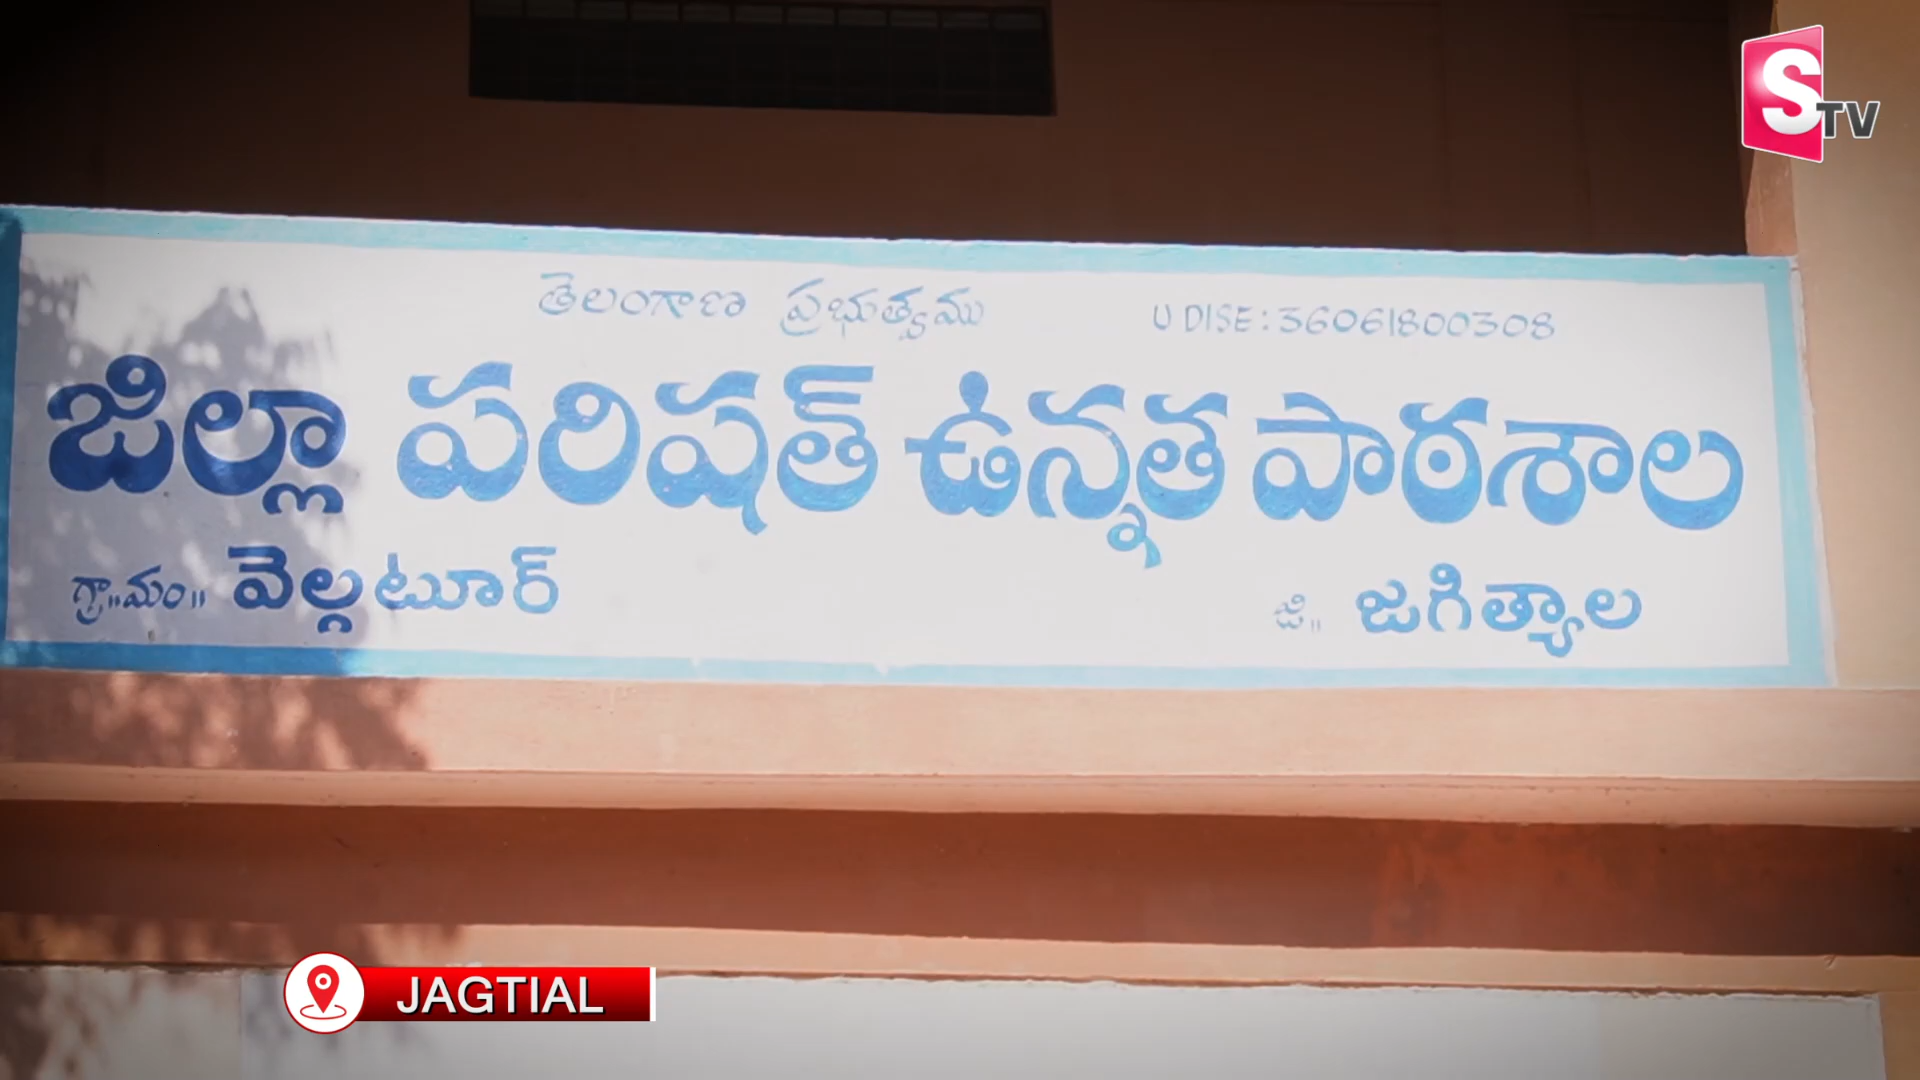 STV
తెలంగాణ ప్రభుత్వము U DISE: 36061800308
జిల్లా పరిషత్ ఉన్నత పాఠశాల
గ్రా॥మం॥ వెల్గటూర్ జి॥ జగిత్యాల
JAGTIAL